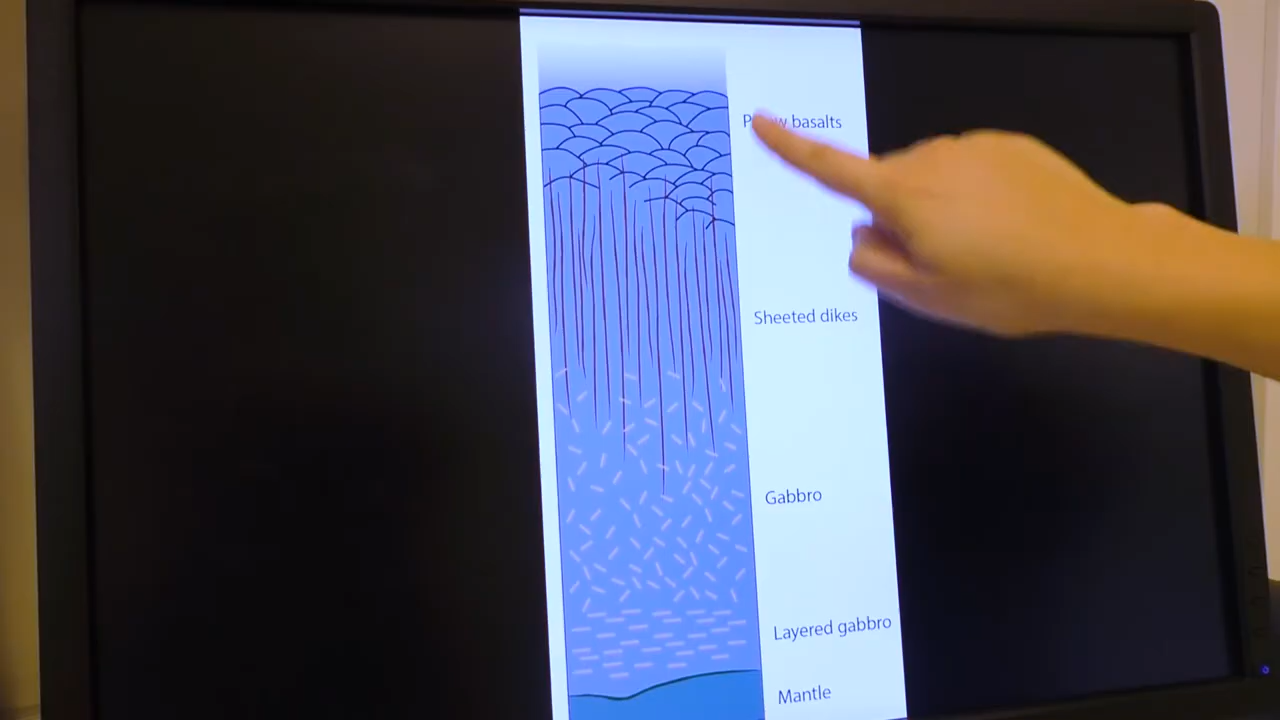 basalts
Sheeted dikes
Gabbro
Layered gabbro
Mantle